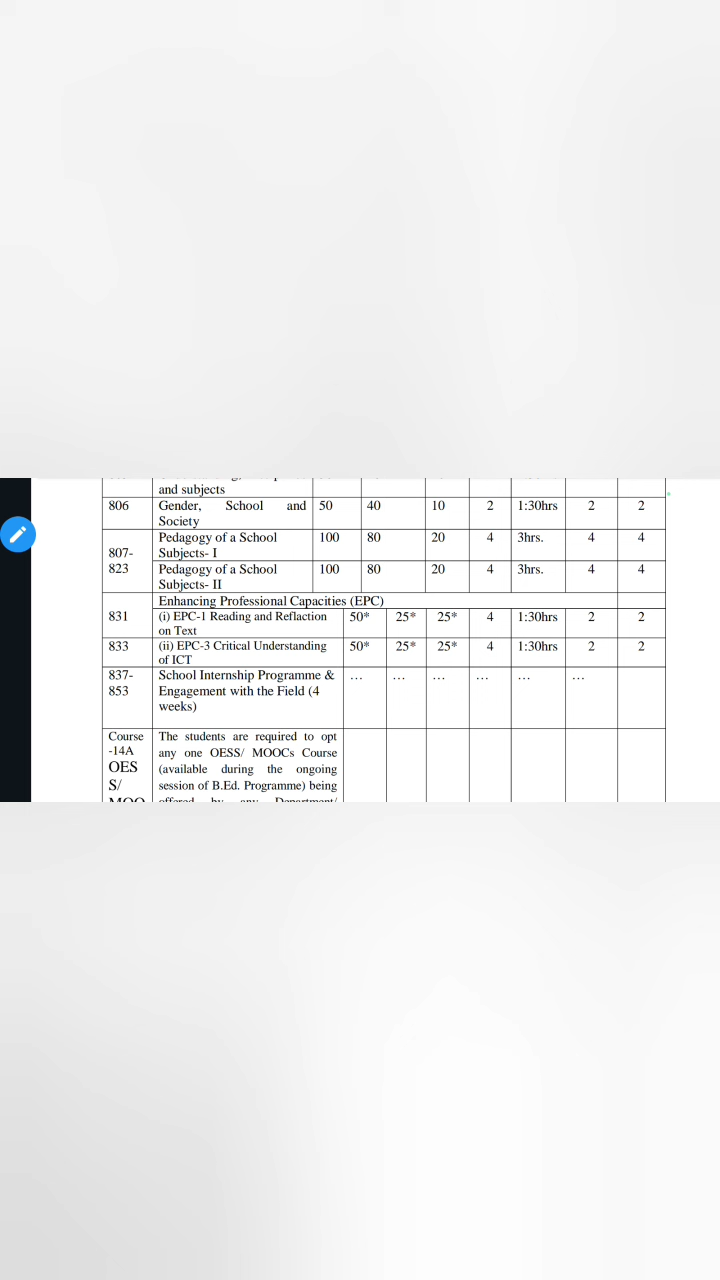 and subjects
806 Gender, School and 50 40 10 2 1:30hrs 2 2
Society
Pedagogy of a School 100 80 20 4 3hrs. 4 4
807- Subjects- I
823 Pedagogy of a School 100 80 20 4 3hrs. 4 4
Subjects- II
Enhancing Professional Capacities (EPC)
831 (i) EPC-1 Reading and Reflaction 50* 25* 25* 4 1:30hrs 2 2
on Text
833 (ii) EPC-3 Critical Understanding 50* 25* 25* 4 1:30hrs 2 2
of ICT
837- School Internship Programme & … … … … … …
853 Engagement with the Field (4
weeks)
Course The students are required to opt
-14A any one OESS/ MOOCs Course
OES (available during the ongoing
S/ session of B.Ed. Programme) being
MOO offered by any Department/